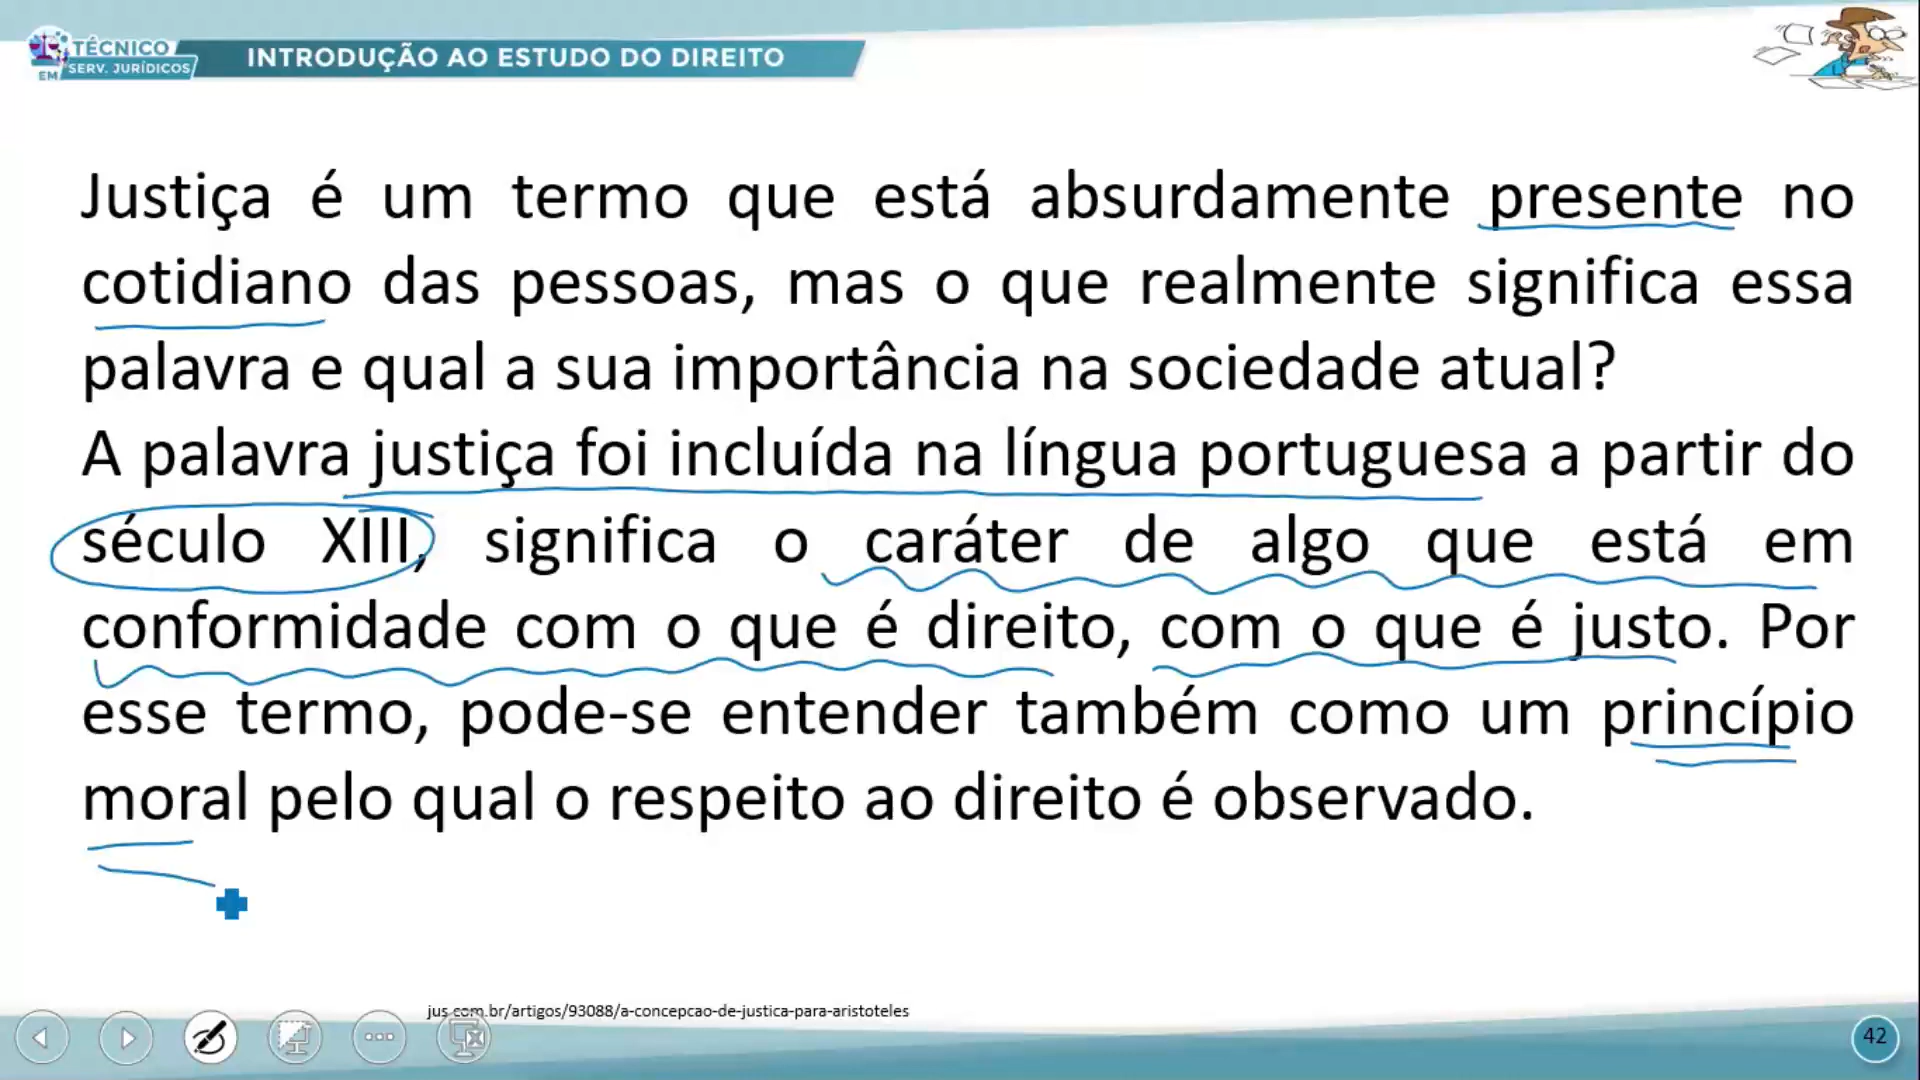 TÉCNICO
EM SERV. JURÍDICOS
INTRODUÇÃO AO ESTUDO DO DIREITO
Justiça é um termo que está absurdamente presente no
cotidiano das pessoas, mas o que realmente significa essa
palavra e qual a sua importância na sociedade atual?
A palavra justiça foi incluída na língua portuguesa a partir do
século XIII, significa o caráter de algo que está em
conformidade com o que é direito, com o que é justo. Por
esse termo, pode-se entender também como um princípio
moral pelo qual o respeito ao direito é observado.
jus.com.br/artigos/93088/a-concepcao-de-justica-para-aristoteles
42